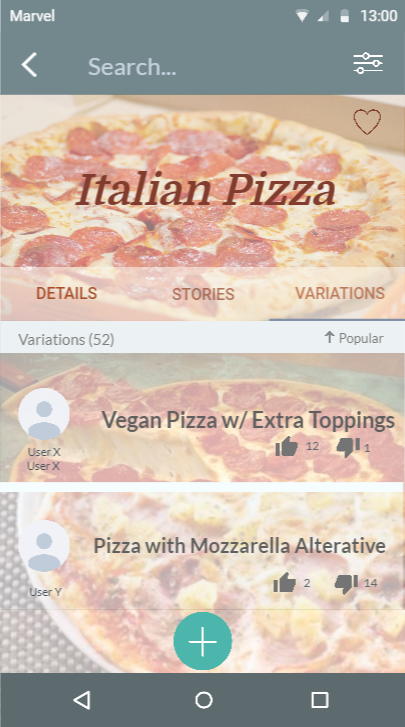 Marvel 13:00
Search...
Italian Pizza
DETAILS STORIES VARIATIONS
Variations (52) Popular
Vegan Pizza w/ Extra Toppings
12 1
User X
User X
Pizza with Mozzarella Alterative
2 14
User Y